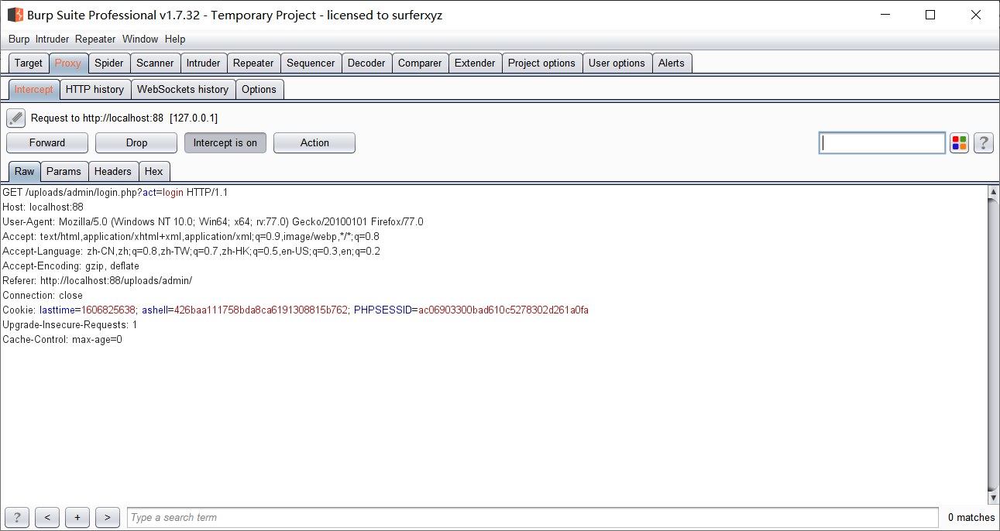 Burp Suite Professional v1.7.32 - Temporary Project - licensed to surferxyz
Burp Intruder Repeater Window Help
Target Proxy Spider Scanner Intruder Repeater Sequencer Decoder Comparer Extender Project options User options Alerts
Intercept HTTP history WebSockets history Options
Request to http://localhost:88 [127.0.0.1]
Forward Drop Intercept is on Action ?
Raw Params Headers Hex
GET /uploads/admin/login.php?act=login HTTP/1.1
Host: localhost:88
User-Agent: Mozilla/5.0 (Windows NT 10.0; Win64; x64; rv:77.0) Gecko/20100101 Firefox/77.0
Accept: text/html,application/xhtml+xml,application/xml;q=0.9,image/webp,*/*;q=0.8
Accept-Language: zh-CN,zh;q=0.8,zh-TW;q=0.7,zh-HK;q=0.5,en-US;q=0.3,en;q=0.2
Accept-Encoding: gzip, deflate
Referer: http://localhost:88/uploads/admin/
Connection: close
Cookie: lasttime=1606825638; ashell=426baa111758bda8ca6191308815b762; PHPSESSID=ac06903300bad610c5278302d261a0fa
Upgrade-Insecure-Requests: 1
Cache-Control: max-age=0
? < + > Type a search term 0 matches